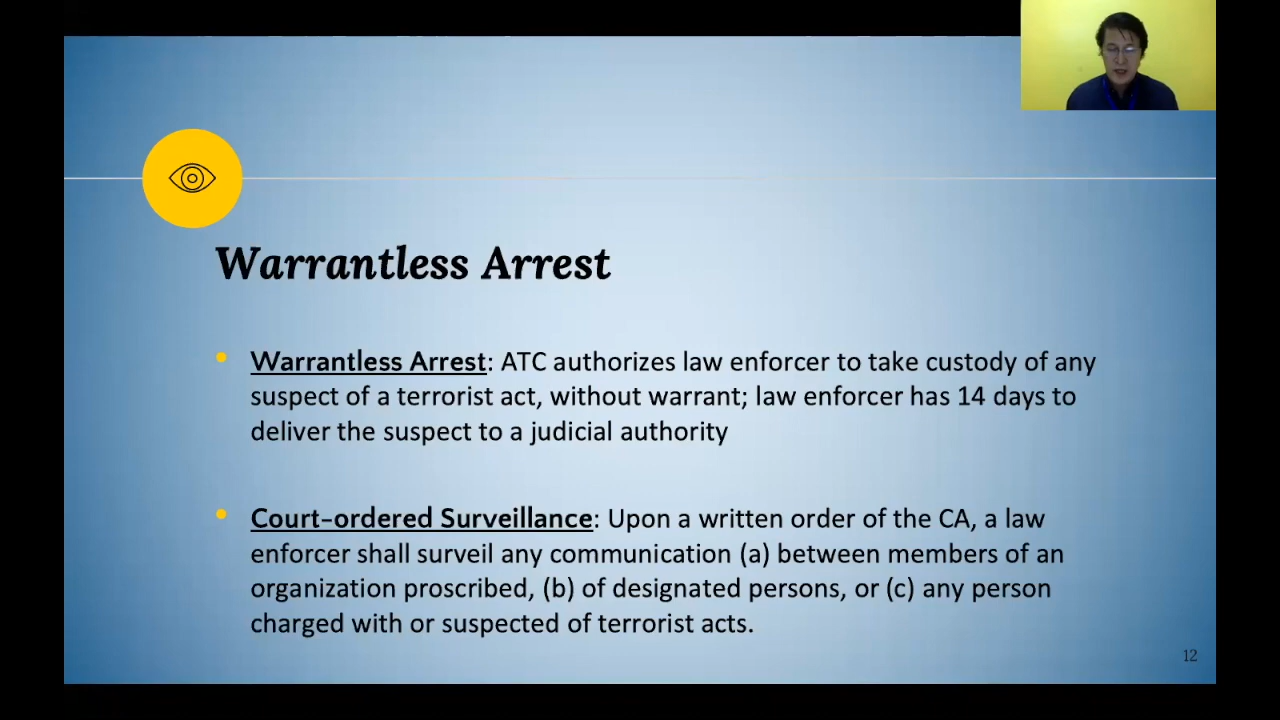 Warrantless Arrest
Warrantless Arrest: ATC authorizes law enforcer to take custody of any
suspect of a terrorist act, without warrant; law enforcer has 14 days to
deliver the suspect to a judicial authority
Court-ordered Surveillance: Upon a written order of the CA, a law
enforcer shall surveil any communication (a) between members of an
organization proscribed, (b) of designated persons, or (c) any person
charged with or suspected of terrorist acts.
12